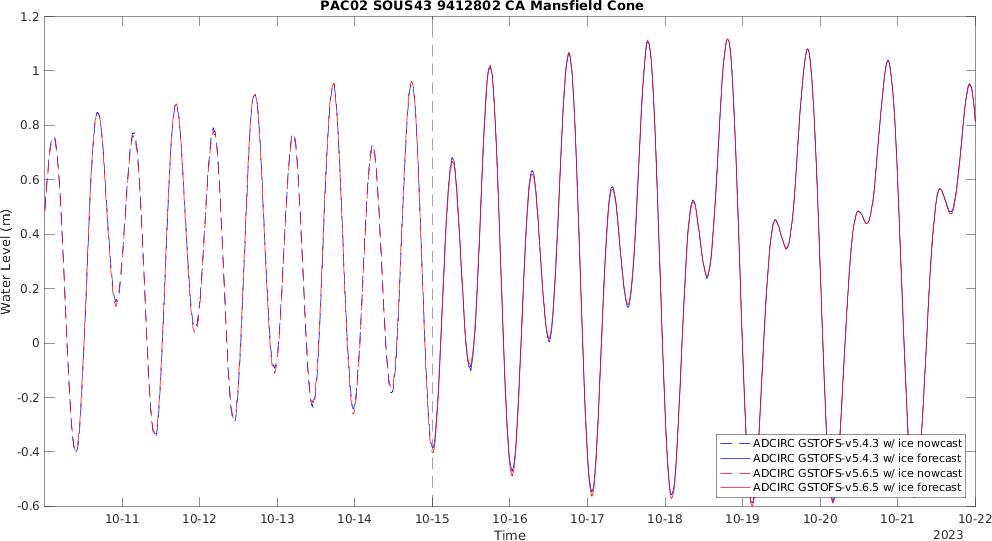 PAC02 SOUS43 9412802 CA Mansfield Cone
1.2
1
0.8
0.6
0.4
0.2
0
-0.2
-0.4
-0.6
Water Level (m)
ADCIRC GSTOFS-v5.4.3 w/ ice nowcast
ADCIRC GSTOFS-v5.4.3 w/ ice forecast
ADCIRC GSTOFS-v5.6.5 w/ ice nowcast
ADCIRC GSTOFS-v5.6.5 w/ ice forecast
10-11 10-12 10-13 10-14 10-15 10-16 10-17 10-18 10-19 10-20 10-21 10-22
Time
2023